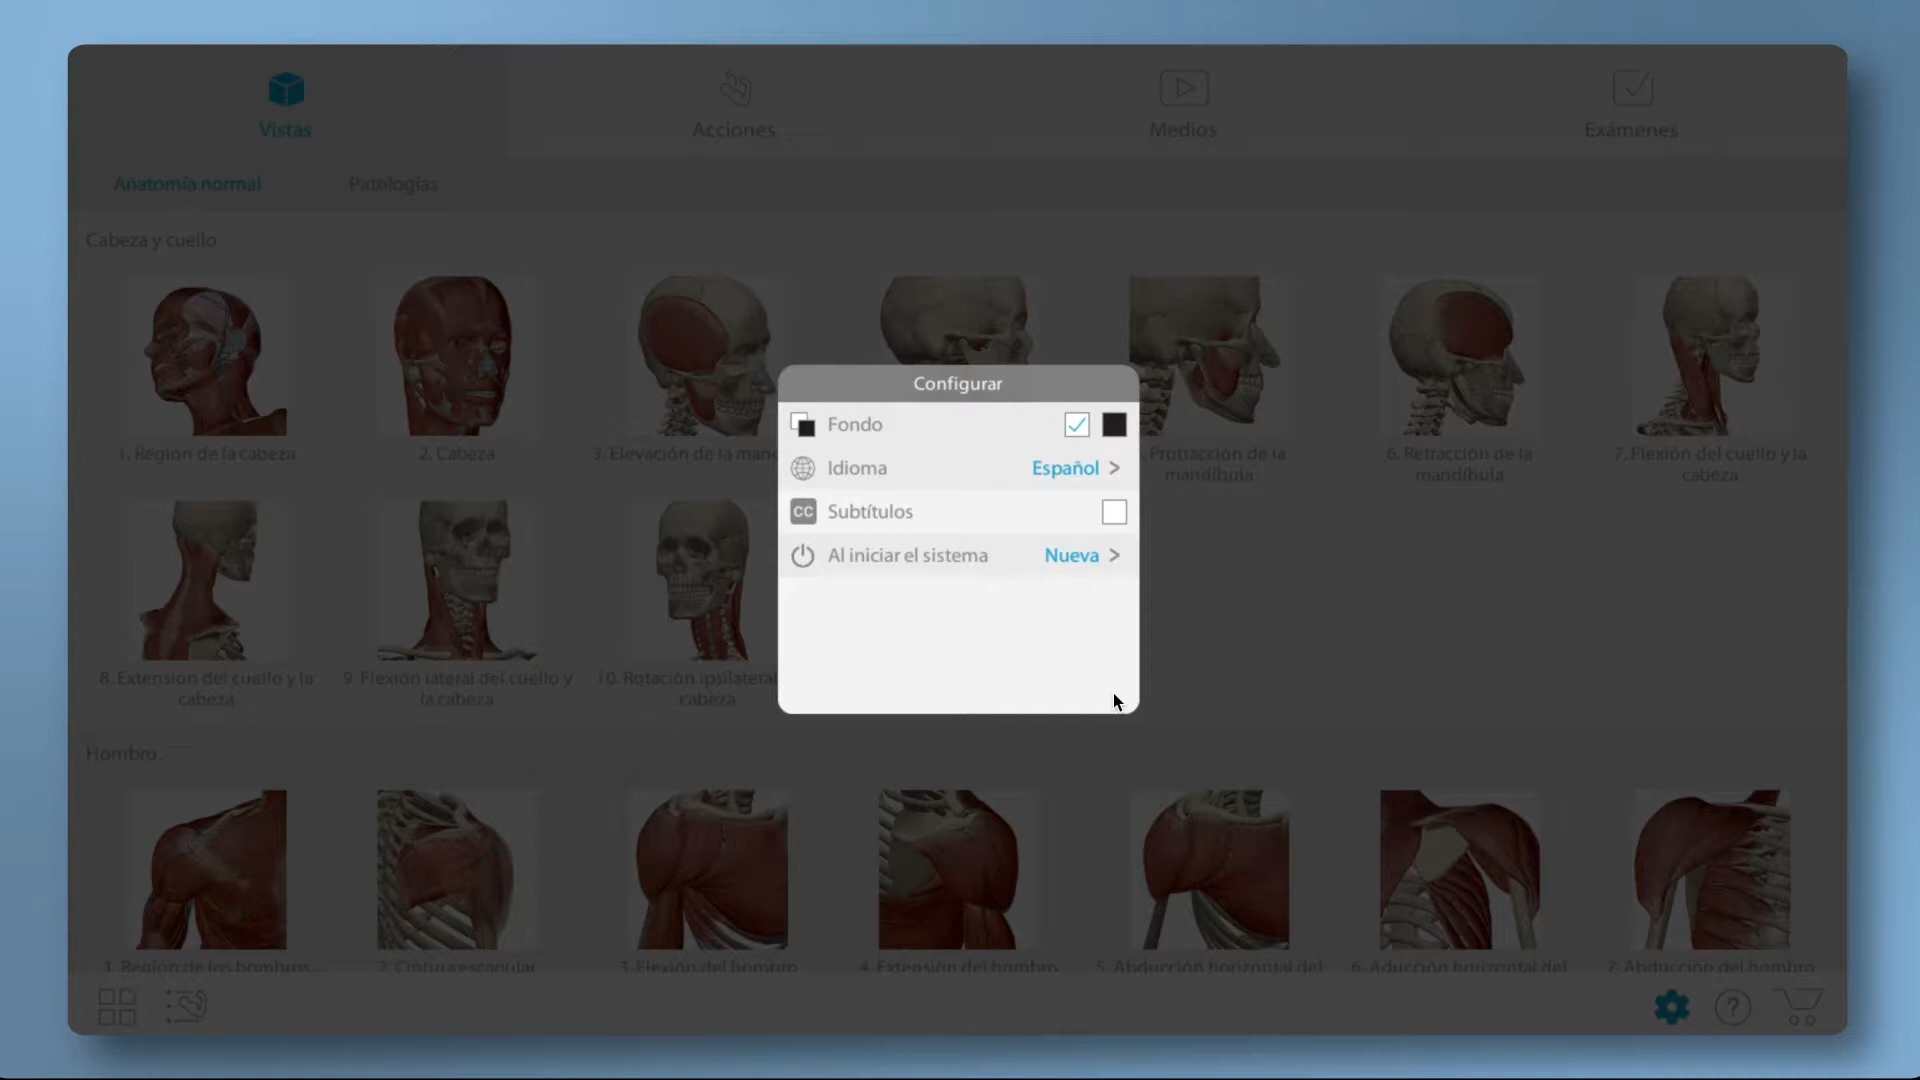 Vistas
Acciones
Medios
Exámenes
Anatomía normal
Patologías
Cabeza y cuello
1. Región de la cabeza
2. Cabeza
3. Elevación de la
Protracción de la
mandíbula
6. Retracción de la
mandíbula
7. Flexión del cuello y la
cabeza
Configurar
Fondo
Idioma
Español >
CC
Subtítulos
Al iniciar el sistema
Nueva >
8. Extensión del cuello y la
cabeza
9. Flexión lateral del cuello y
la cabeza
10. Rotación ipsilateral
cabeza
Hombro
1. Región de los hombros
2. Cintura escapular
3. Flexión del hombro
4. Extensión del hombro
5. Abducción horizontal del
6. Aducción horizontal del
7. Abducción del hombro
?